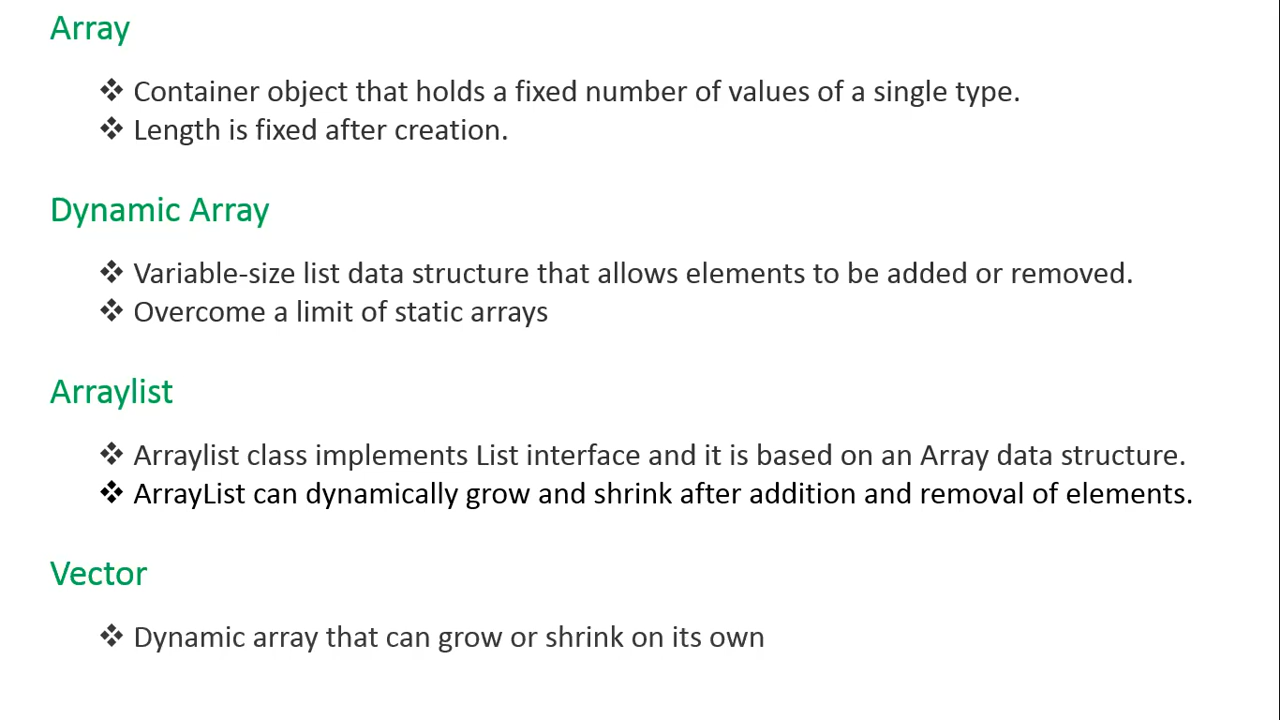 Array
❖ Container object that holds a fixed number of values of a single type.
❖ Length is fixed after creation.
Dynamic Array
❖ Variable-size list data structure that allows elements to be added or removed.
❖ Overcome a limit of static arrays
Arraylist
❖ Arraylist class implements List interface and it is based on an Array data structure.
❖ ArrayList can dynamically grow and shrink after addition and removal of elements.
Vector
❖ Dynamic array that can grow or shrink on its own